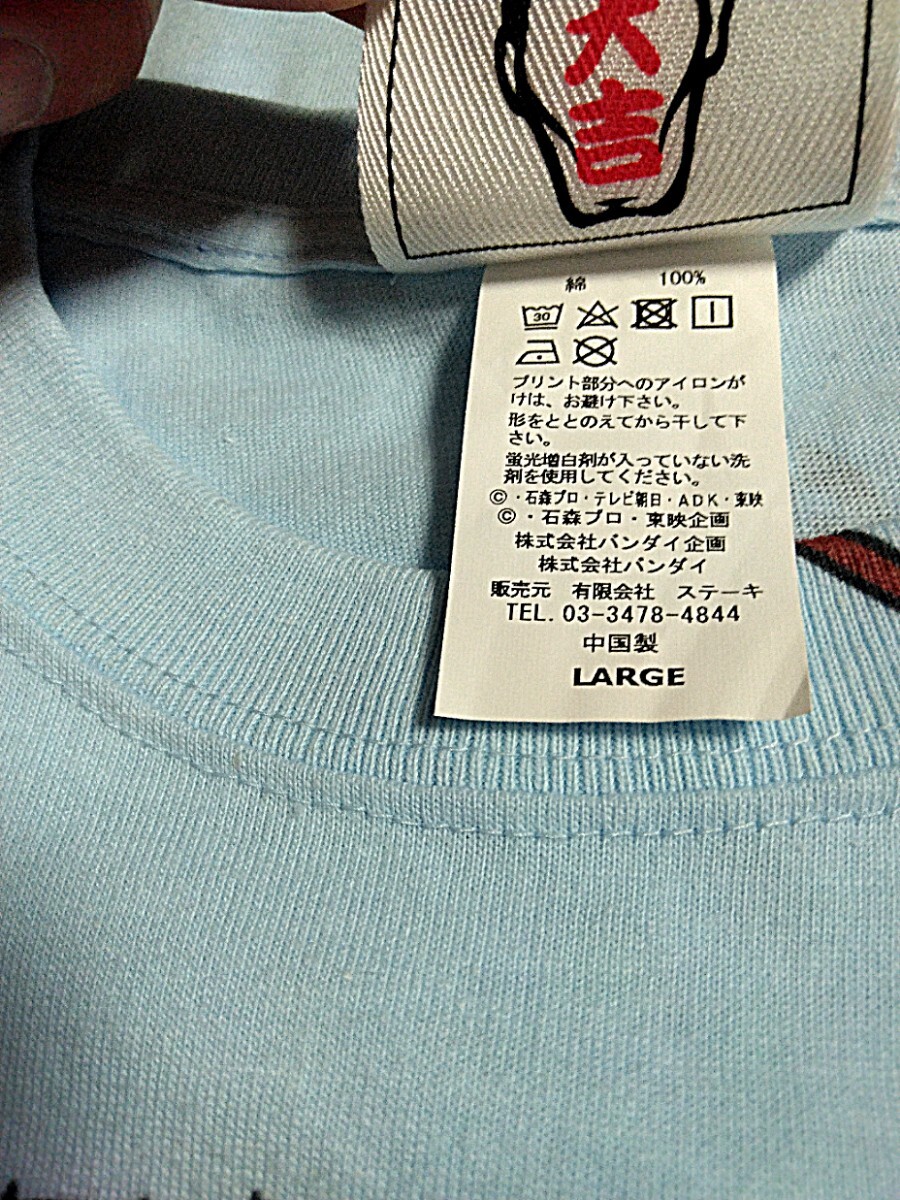 大
吉
綿 100%
30
プリント部分へのアイロンが
けは、お避け下さい。
形をととのえてから干して下
さい。
蛍光増白剤が入っていない洗
剤を使用してください。
©・石森プロ・テレビ朝日・ADK・東映
©・石森プロ・東映企画
株式会社バンダイ企画
株式会社バンダイ
販売元 有限会社 ステーキ
TEL. 03-3478-4844
中国製
LARGE